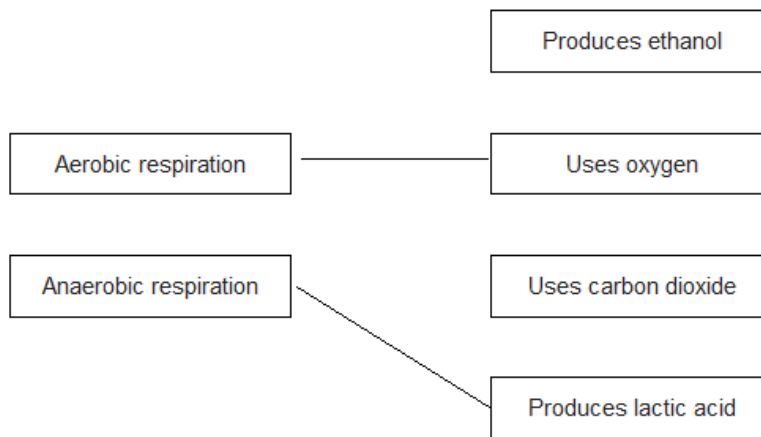 Produces ethanol
Aerobic respiration
Uses oxygen
Anaerobic respiration
Uses carbon dioxide
Produces lactic acid